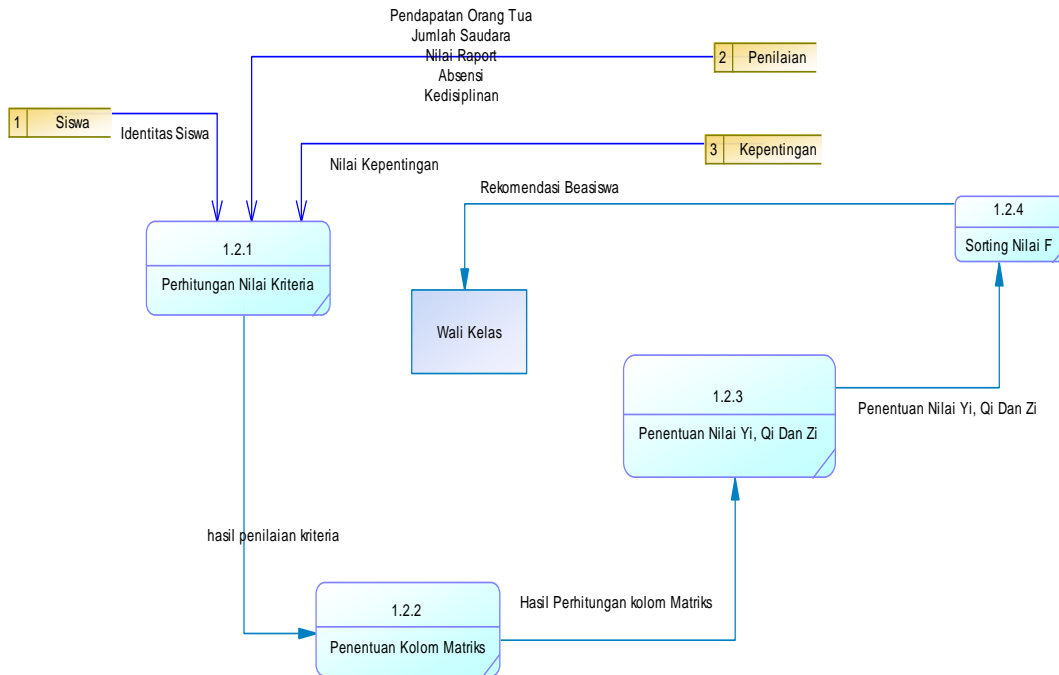 Pendapatan Orang Tua
Jumlah Saudara
Nilai Raport
Absensi
Kedisiplinan
2 Penilaian
1 Siswa
Identitas Siswa
3 Kepentingan
Nilai Kepentingan
Rekomendasi Beasiswa
1.2.4
Sorting Nilai F
1.2.1
Perhitungan Nilai Kriteria
Wali Kelas
1.2.3
Penentuan Nilai Yi, Qi Dan Zi
Penentuan Nilai Yi, Qi Dan Zi
hasil penilaian kriteria
Hasil Perhitungan kolom Matriks
1.2.2
Penentuan Kolom Matriks